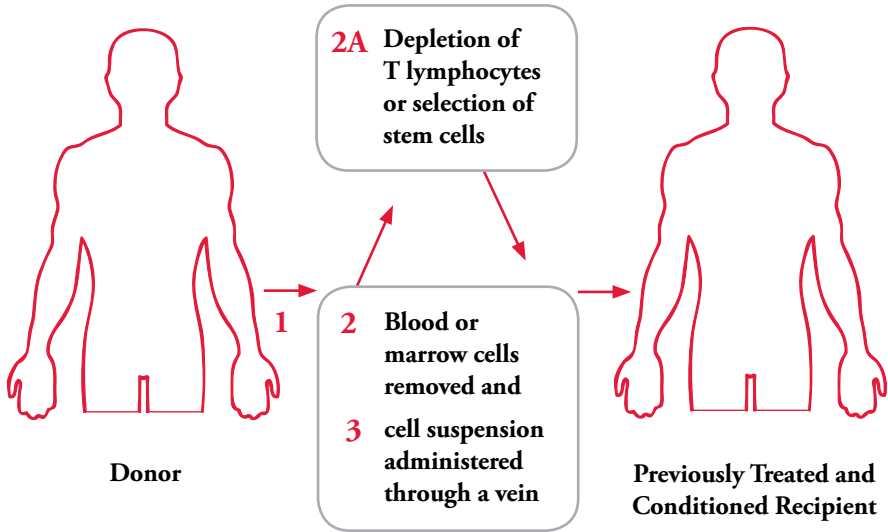 2A Depletion of
T lymphocytes
or selection of
stem cells
1
2 Blood or
marrow cells
removed and
3 cell suspension
administered
through a vein
Donor
Previously Treated and
Conditioned Recipient